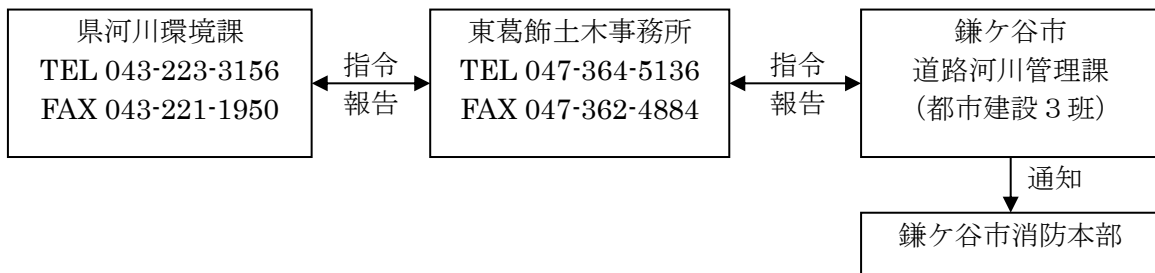 県河川環境課
TEL 043-223-3156
FAX 043-221-1950
指令
報告
東葛飾土木事務所
TEL 047-364-5136
FAX 047-362-4884
指令
報告
鎌ケ谷市
道路河川管理課
（都市建設３班）
通知
鎌ケ谷市消防本部